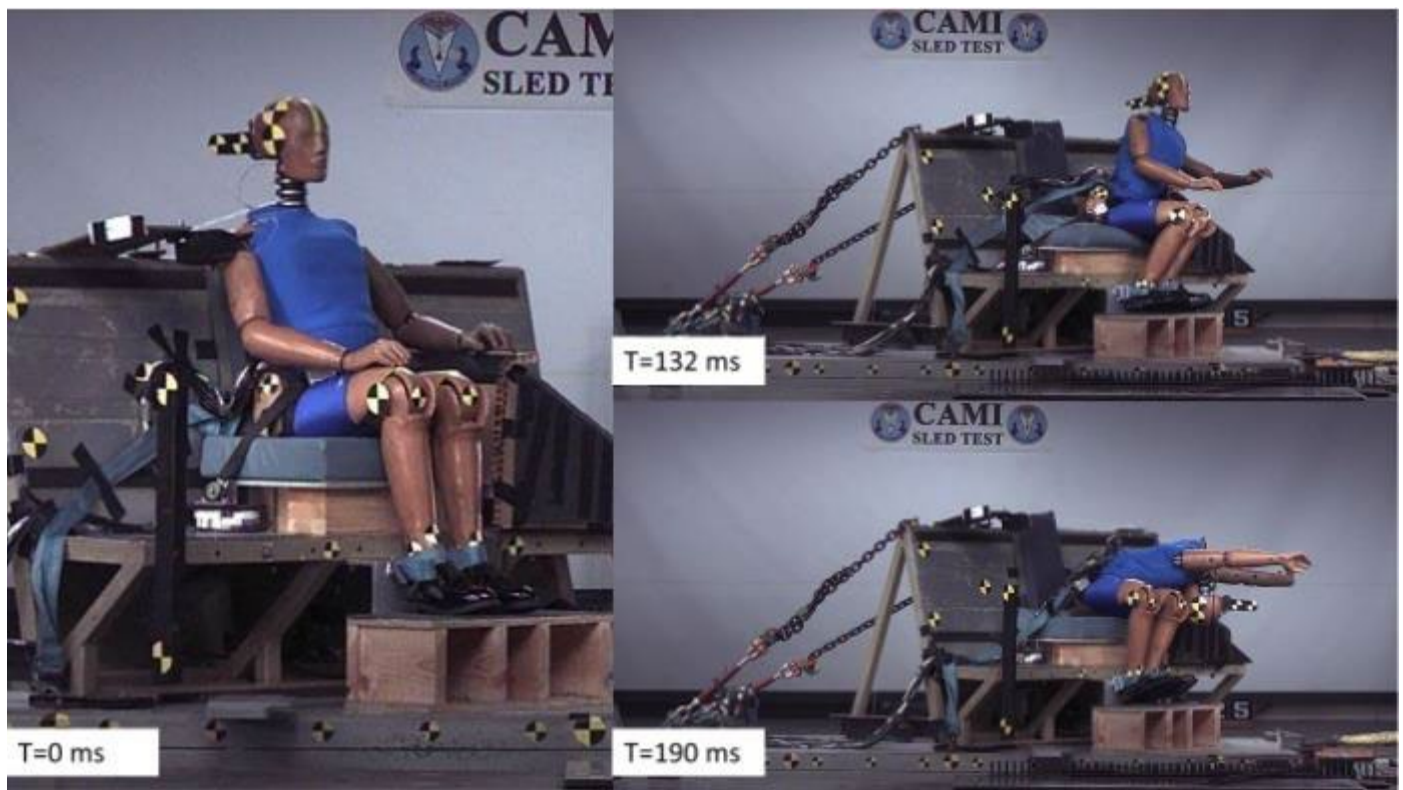 CAM
SLED TE
T=0 ms
CAMI
SLED TEST
5
T=132 ms
CAMI
SLED TEST
5
T=190 ms